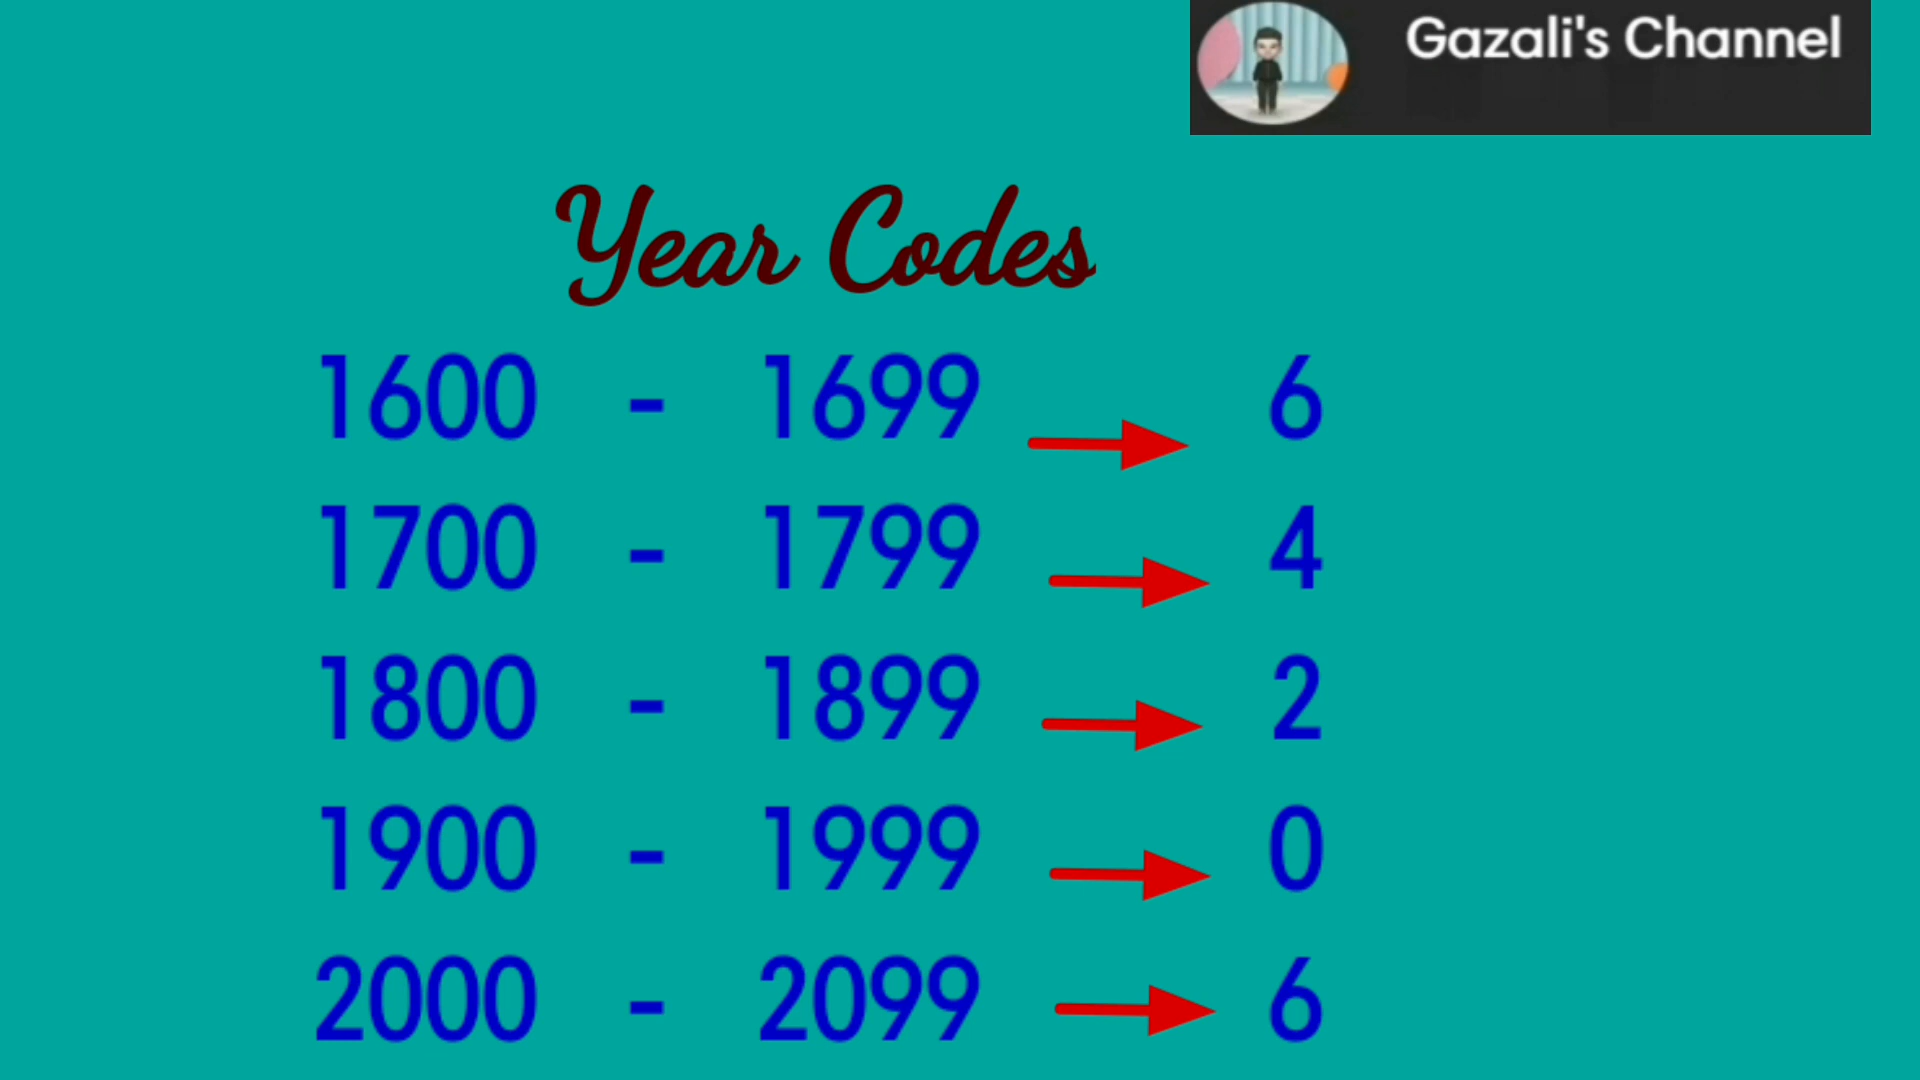 Gazali's Channel
Year Codes
1600 - 1699 6
1700 - 1799 4
1800 - 1899 2
1900 - 1999 0
2000 - 2099 6